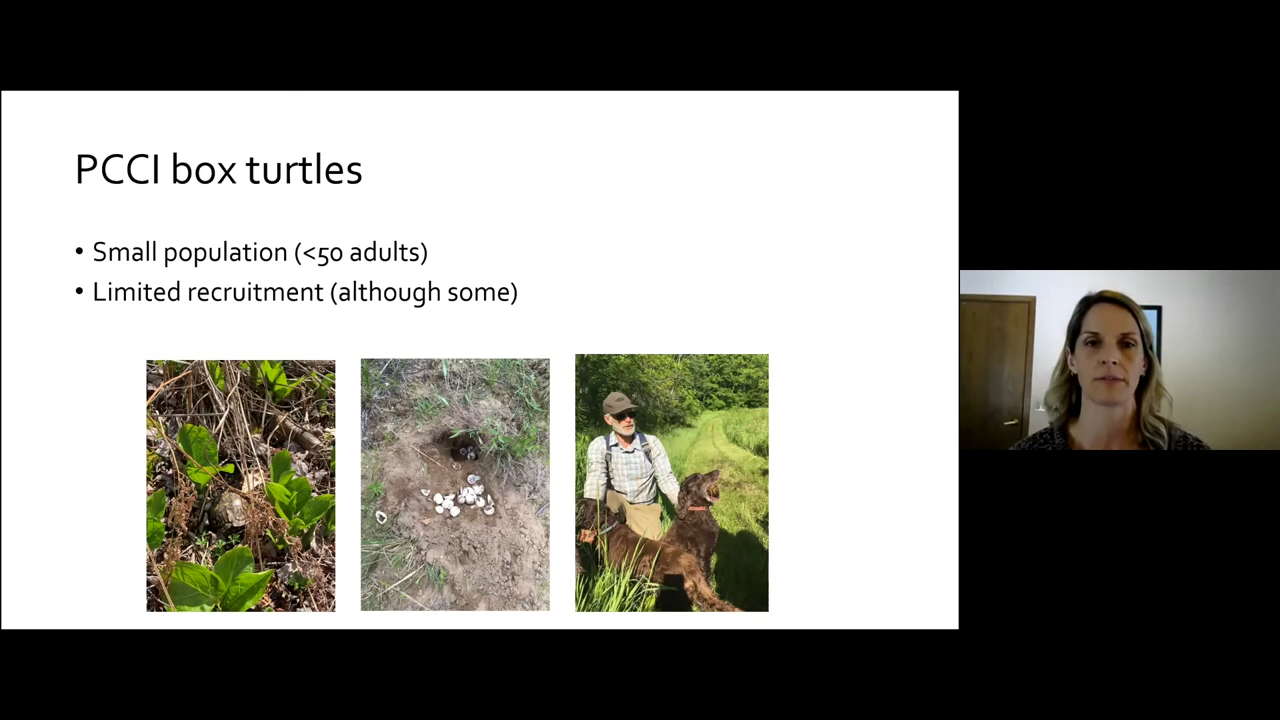 PCCI box turtles
• Small population (<50 adults)
• Limited recruitment (although some)